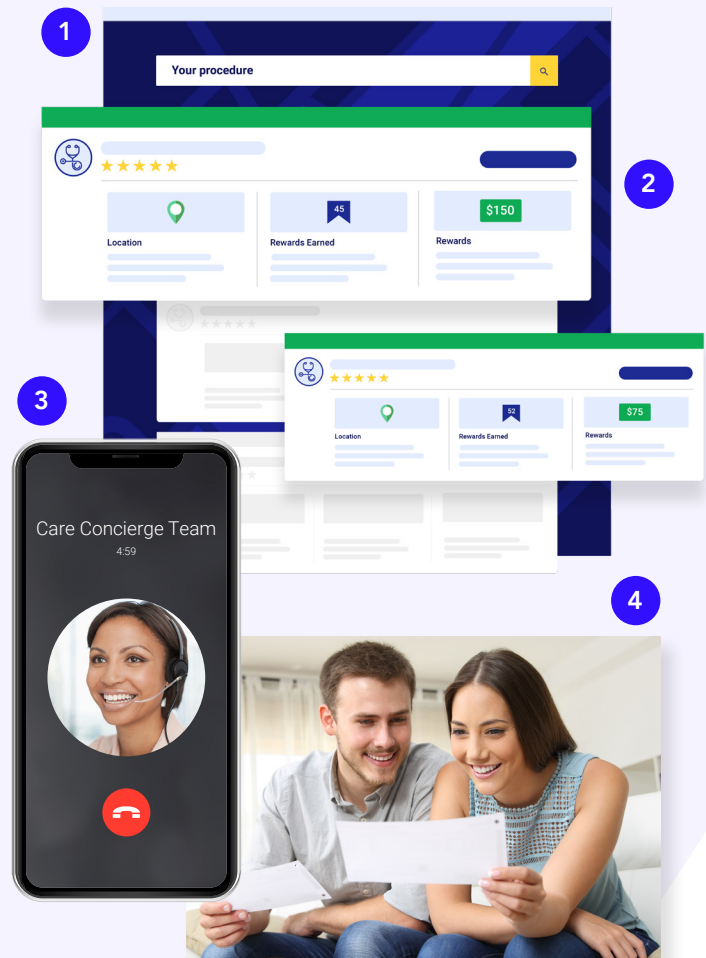 1
Your procedure
2
45
$150
Location
Rewards Earned
Rewards
52
$75
Location
Rewards Earned
Rewards
3
Care Concierge Team
4:59
4